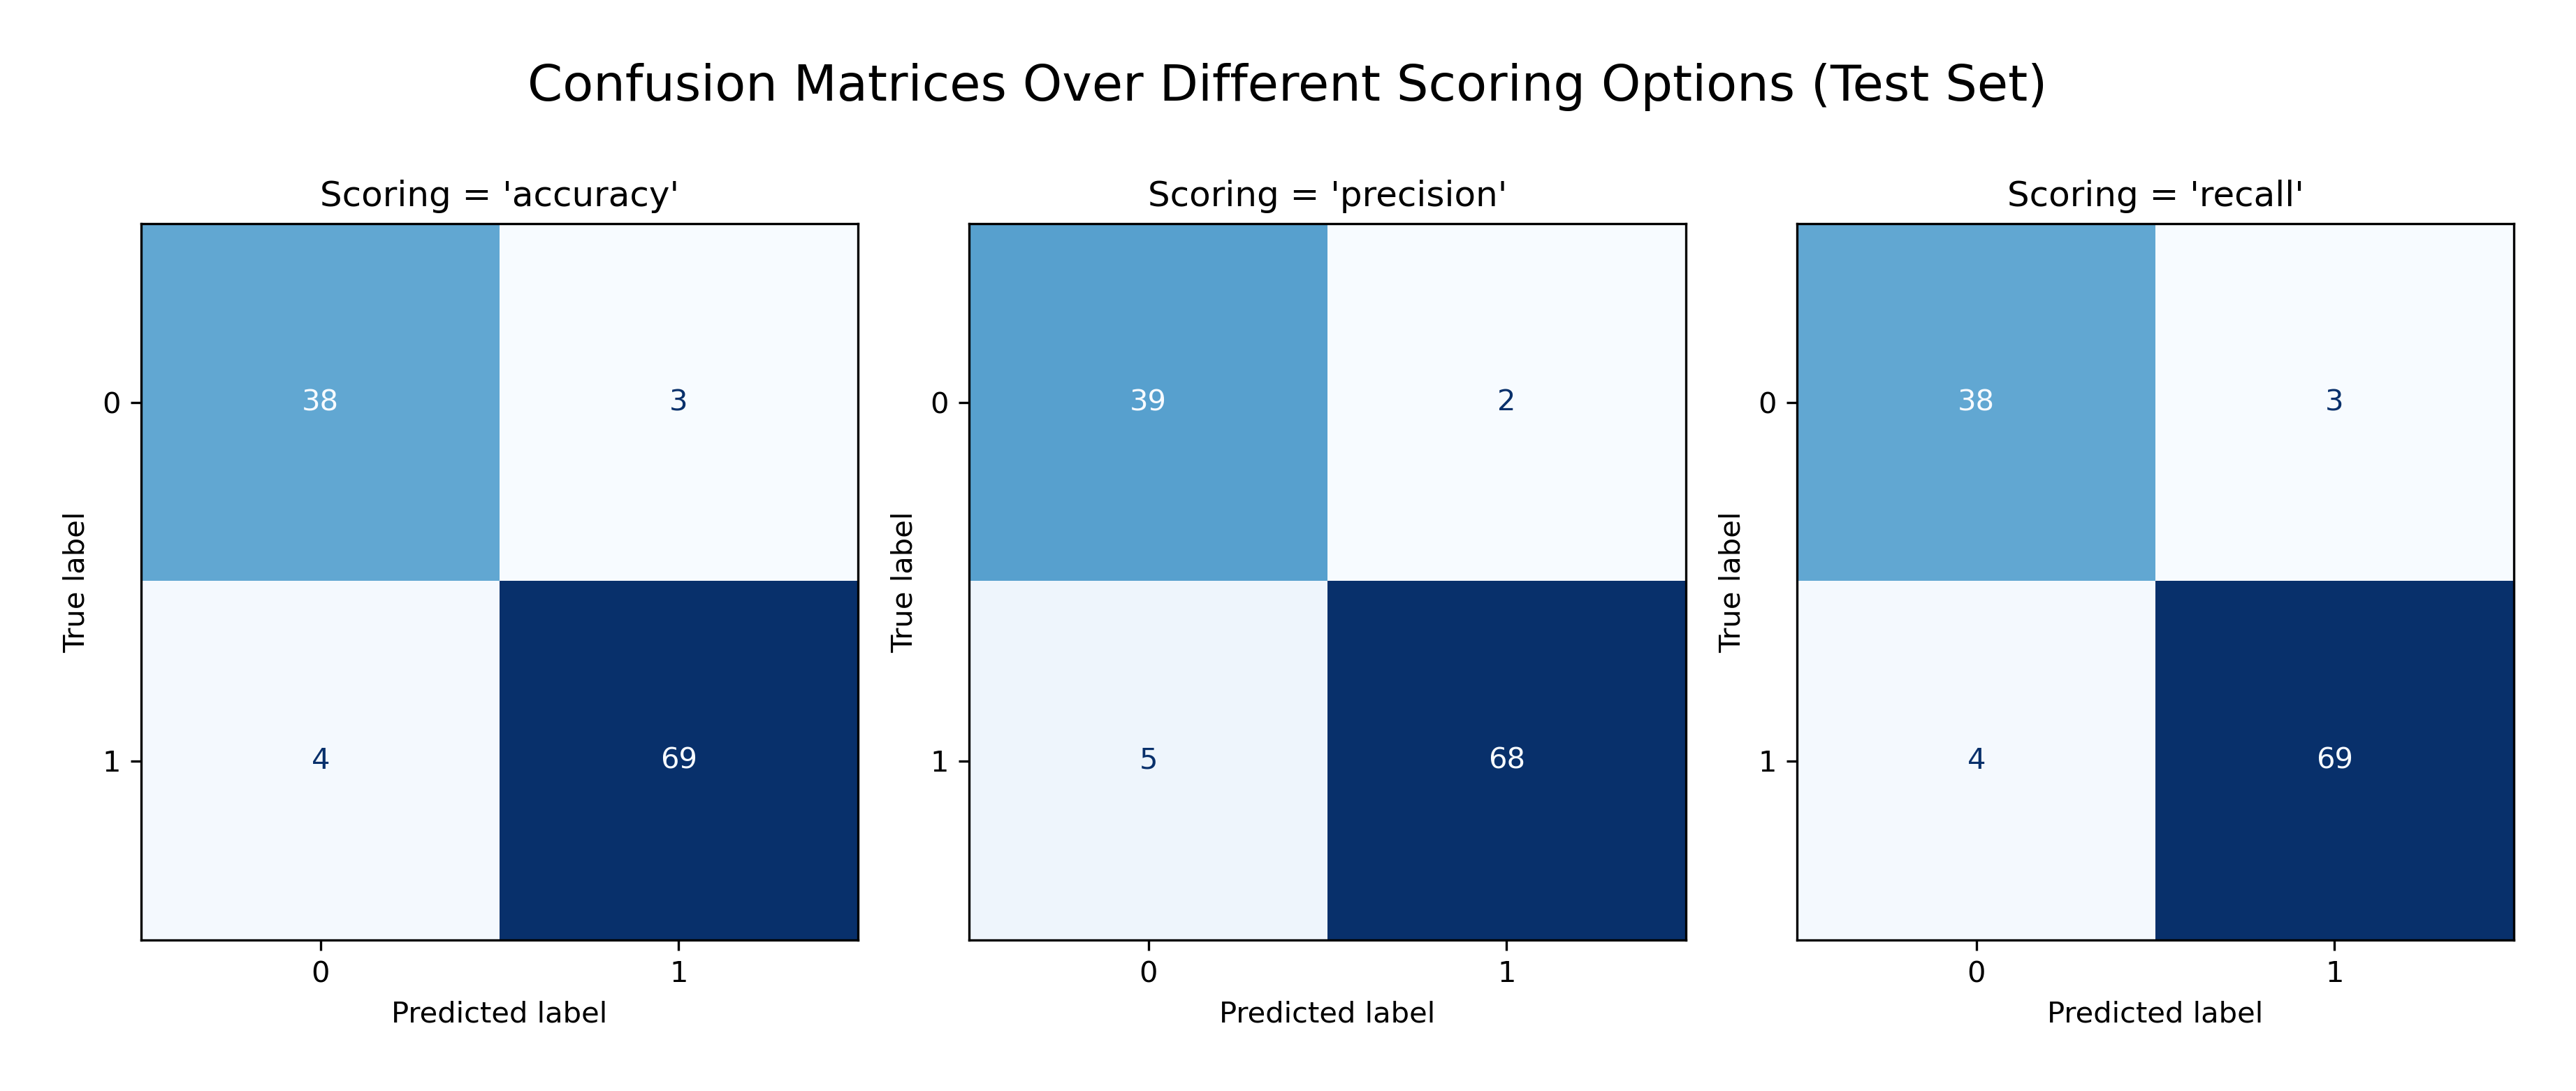 Confusion Matrices Over Different Scoring Options (Test Set)
Scoring = 'accuracy'
True label
0
1
38
3
4
69
0
1
Predicted label
Scoring = 'precision'
True label
0
1
39
2
5
68
0
1
Predicted label
Scoring = 'recall'
True label
0
1
38
3
4
69
0
1
Predicted label